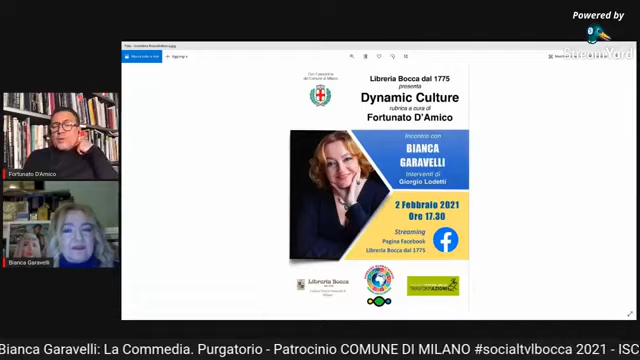 Powered by
StreamYard
Con il patrocinio
del Comune di Milano
Libreria Bocca dal 1775
presenta
Dynamic Culture
rubrica a cura di
Fortunato D'Amico
Incontro con
BIANCA
GARAVELLI
Interventi di
Giorgio Lodetti
2 Febbraio 2021
Ore 17.30
Streaming
Pagina Facebook
Libreria Bocca dal 1775
Libreria Bocca
TRASFORMAZIONI
Fortunato D'Amico
Bianca Garavelli
Bianca Garavelli: La Commedia. Purgatorio - Patrocinio COMUNE DI MILANO #socialtvlbocca 2021 - ISC